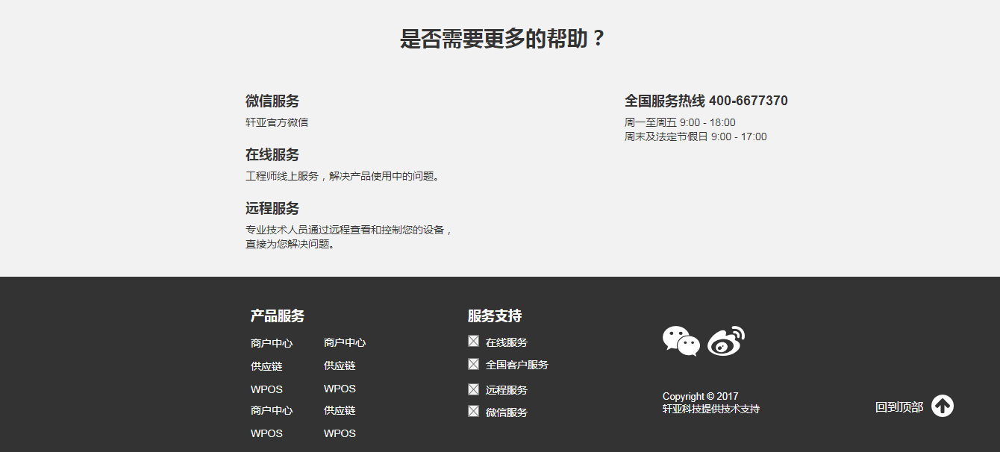 是否需要更多的帮助？
微信服务
轩亚官方微信
在线服务
工程师线上服务，解决产品使用中的问题。
远程服务
专业技术人员通过远程查看和控制您的设备，
直接为您解决问题。
全国服务热线 400-6677370
周一至周五 9:00 - 18:00
周末及法定节假日 9:00 - 17:00
产品服务
商户中心 商户中心
供应链 供应链
WPOS WPOS
商户中心 供应链
WPOS WPOS
服务支持
在线服务
全国客户服务
远程服务
微信服务
Copyright © 2017
轩亚科技提供技术支持
回到顶部